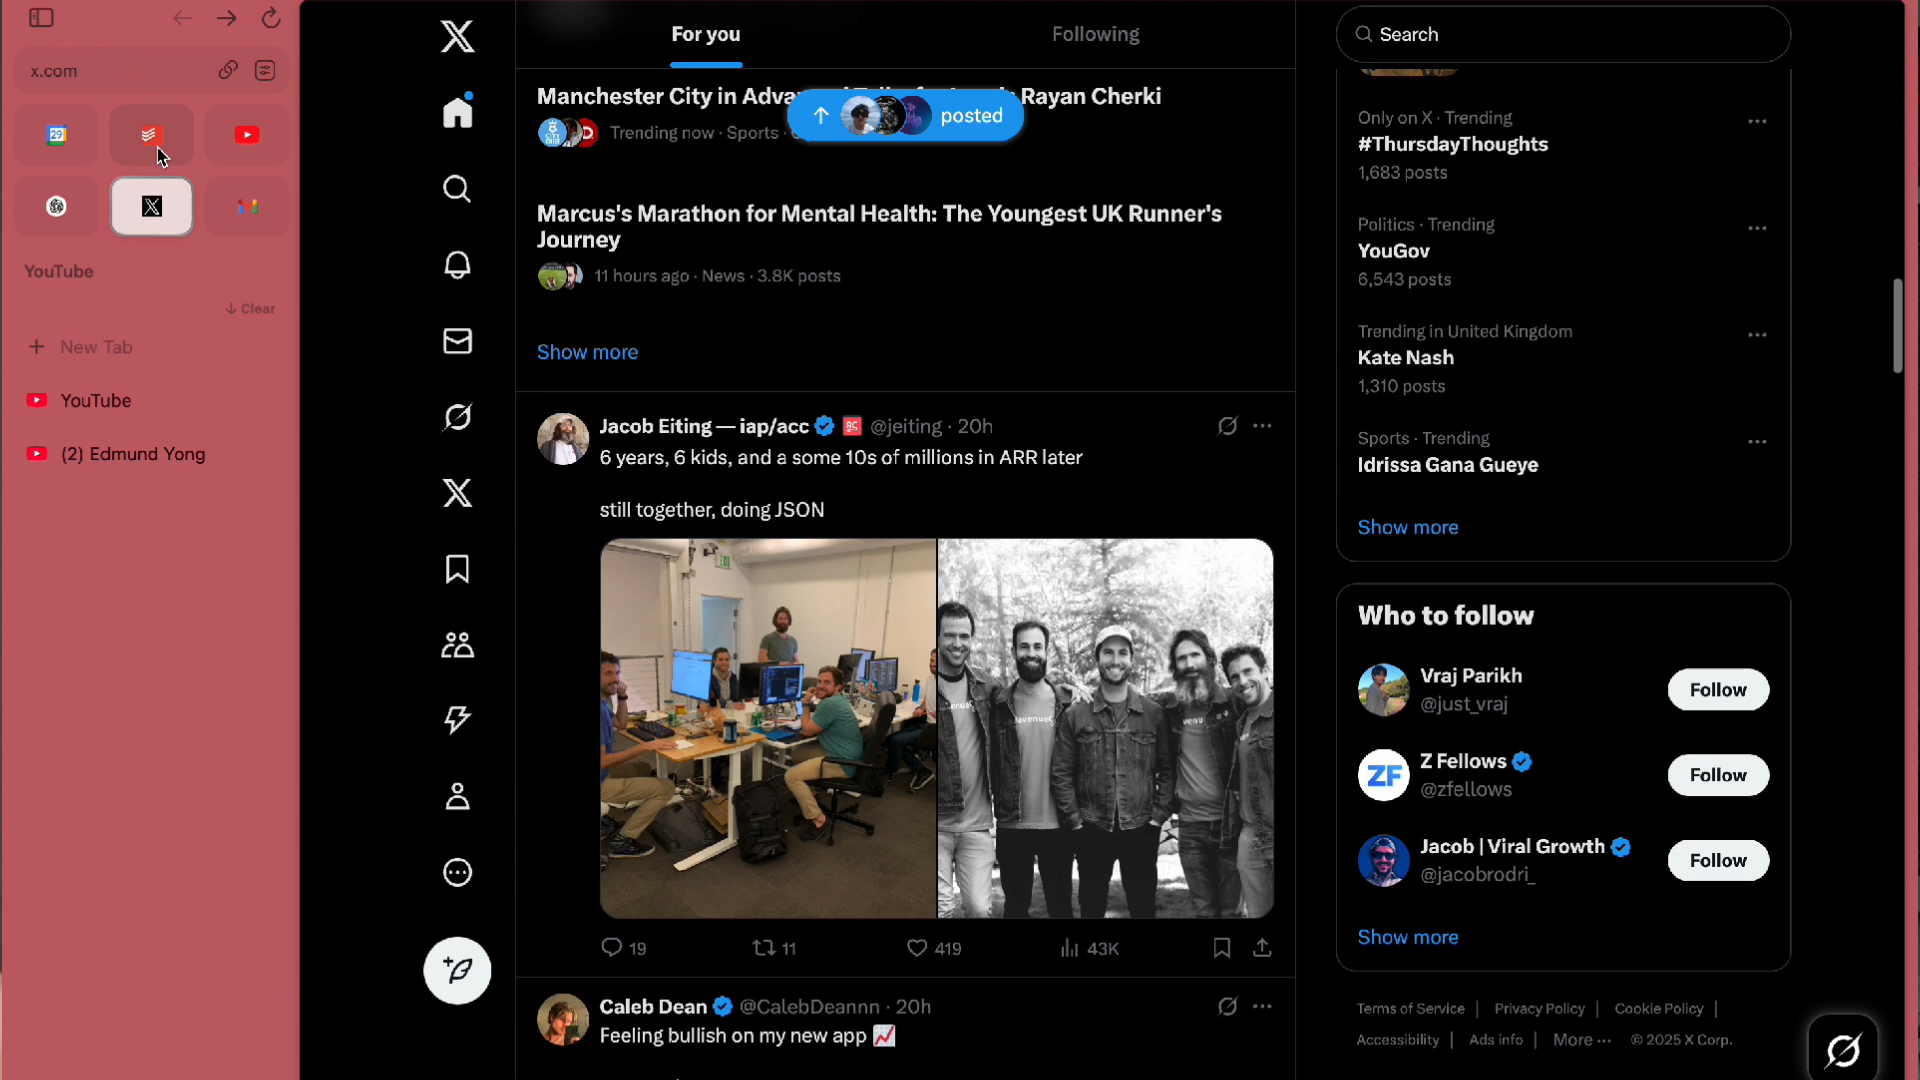 x.com
29
YouTube
Clear
New Tab
YouTube
(2) Edmund Yong
For you
Following
Manchester City in Adva
Rayan Cherki
Trending now · Sports ·
posted
Marcus's Marathon for Mental Health: The Youngest UK Runner's
Journey
11 hours ago · News · 3.8K posts
Show more
Jacob Eiting — iap/acc @jeiting · 20h
6 years, 6 kids, and a some 10s of millions in ARR later
still together, doing JSON
19
11
419
43K
Caleb Dean @CalebDeannn · 20h
Feeling bullish on my new app 📈
Search
Only on X · Trending
#ThursdayThoughts
1,683 posts
Politics · Trending
YouGov
6,543 posts
Trending in United Kingdom
Kate Nash
1,310 posts
Sports · Trending
Idrissa Gana Gueye
Show more
Who to follow
Vraj Parikh
@just_vraj
Follow
ZF
Z Fellows
@zfellows
Follow
Jacob | Viral Growth
@jacobrodri_
Follow
Show more
Terms of Service | Privacy Policy | Cookie Policy |
Accessibility | Ads info | More ··· © 2025 X Corp.